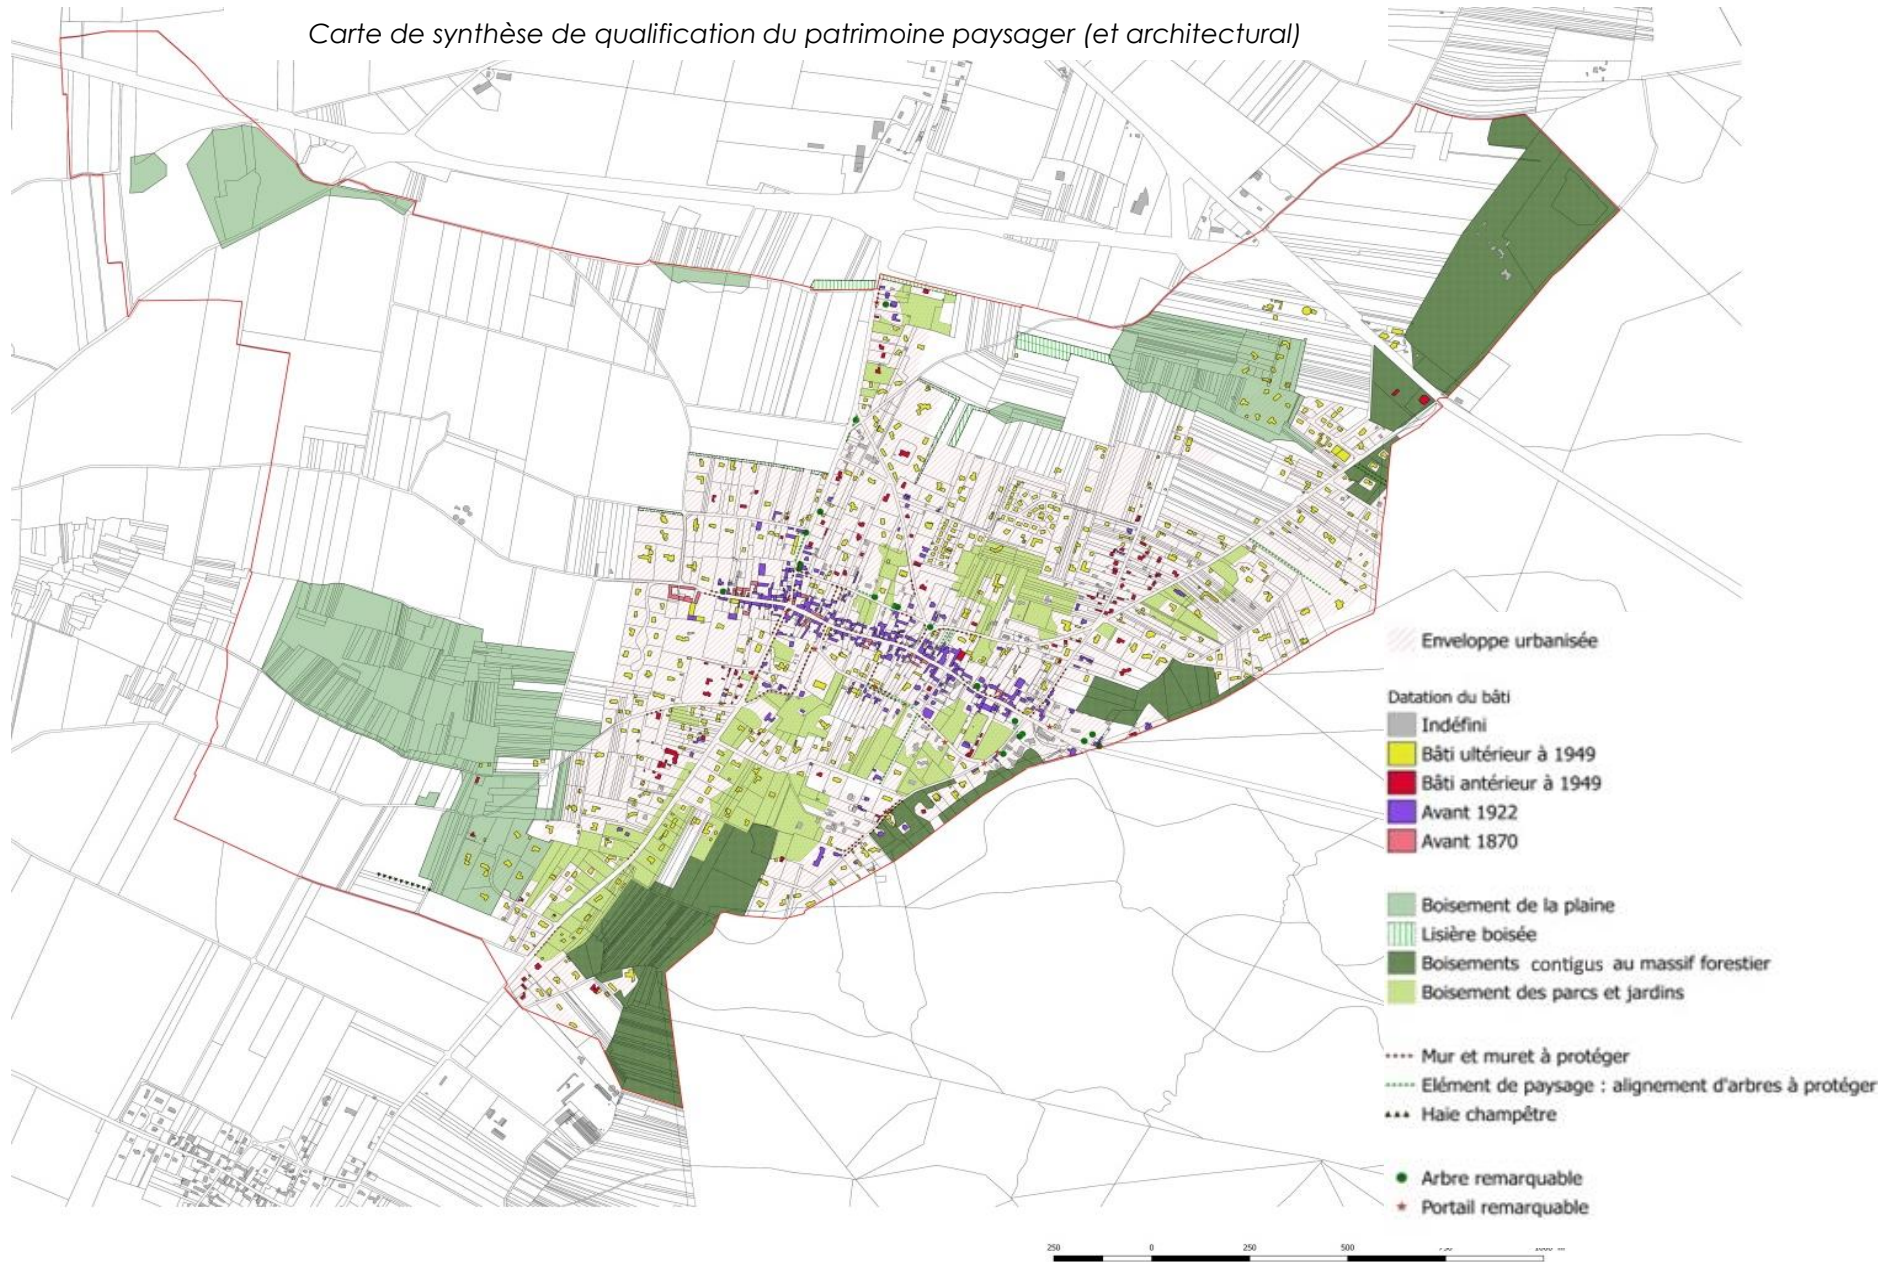 Carte de synthèse de qualification du patrimoine paysager (et architectural)
Enveloppe urbanisée
Datation du bâti
Indéfini
Bâti ultérieur à 1949
Bâti antérieur à 1949
Avant 1922
Avant 1870
Boisement de la plaine
Lisière boisée
Boisements contigus au massif forestier
Boisement des parcs et jardins
Mur et muret à protéger
Elément de paysage : alignement d'arbres à protéger
Haie champêtre
Arbre remarquable
Portail remarquable
250 0 250 500